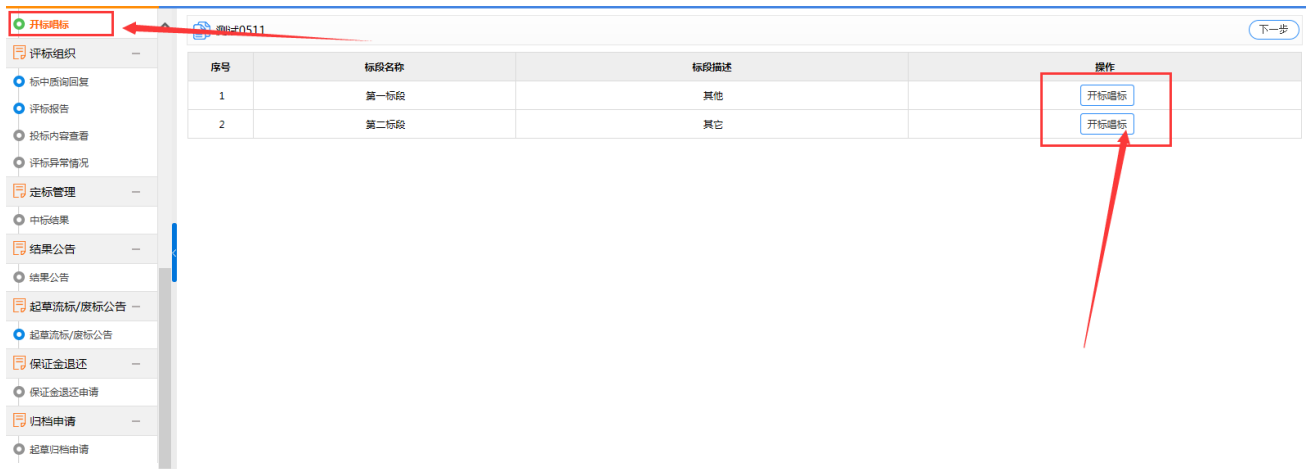 开标唱标
评标组织
标中质询回复
评标报告
投标内容查看
评标异常情况
定标管理
中标结果
结果公告
结果公告
起草流标/废标公告
起草流标/废标公告
保证金退还
保证金退还申请
归档申请
起草归档申请
测试0511
下一步
序号 标段名称 标段描述 操作
1 第一标段 其他 开标唱标
2 第二标段 其它 开标唱标